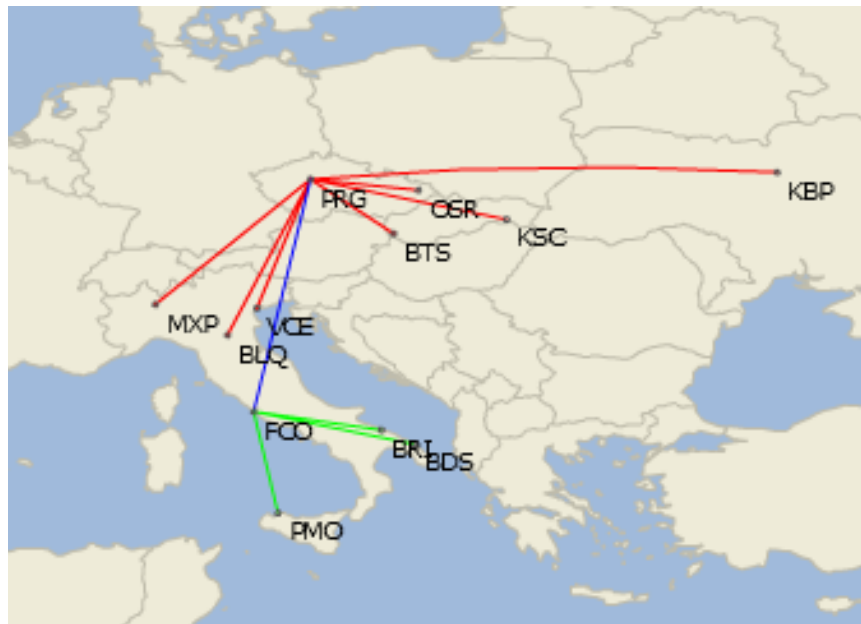 KBP
PRG
OSR
KSC
BTS
MXP
VCE
BLQ
FCO
BRI
BDS
PMO